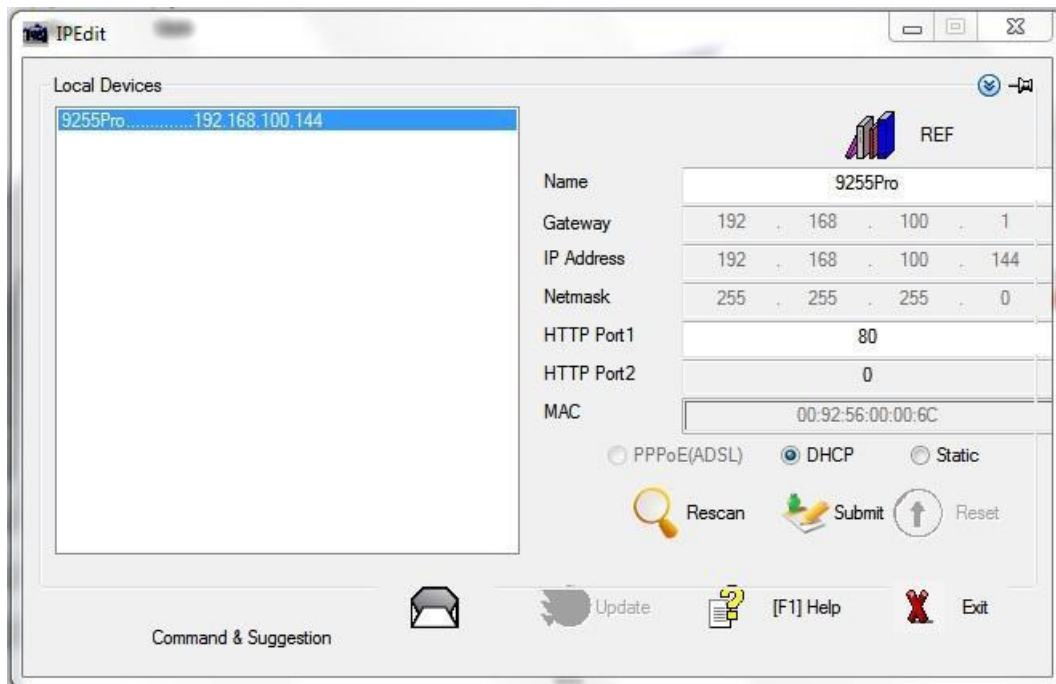 IPEdit
Local Devices
9255Pro..............192.168.100.144
REF
Name 9255Pro
Gateway 192 . 168 . 100 . 1
IP Address 192 . 168 . 100 . 144
Netmask 255 . 255 . 255 . 0
HTTP Port1 80
HTTP Port2 0
MAC 00:92:56:00:00:6C
PPPoE(ADSL) DHCP Static
Rescan Submit Reset
Update [F1] Help Exit
Command & Suggestion